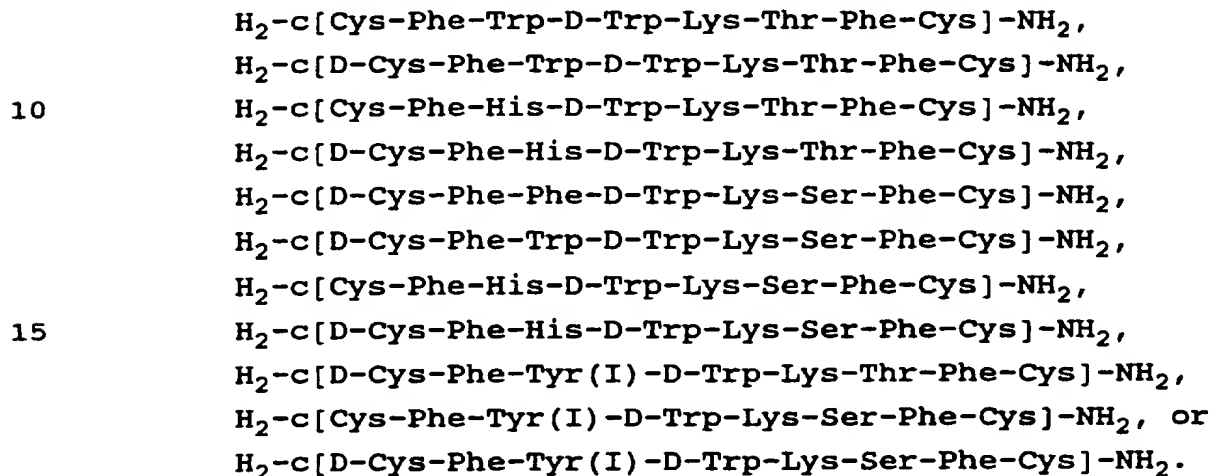 H₂-c[Cys-Phe-Trp-D-Trp-Lys-Thr-Phe-Cys]-NH₂,
H₂-c[D-Cys-Phe-Trp-D-Trp-Lys-Thr-Phe-Cys]-NH₂,
10 H₂-c[Cys-Phe-His-D-Trp-Lys-Thr-Phe-Cys]-NH₂,
H₂-c[D-Cys-Phe-His-D-Trp-Lys-Thr-Phe-Cys]-NH₂,
H₂-c[D-Cys-Phe-Phe-D-Trp-Lys-Ser-Phe-Cys]-NH₂,
H₂-c[D-Cys-Phe-Trp-D-Trp-Lys-Ser-Phe-Cys]-NH₂,
H₂-c[Cys-Phe-His-D-Trp-Lys-Ser-Phe-Cys]-NH₂,
15 H₂-c[D-Cys-Phe-His-D-Trp-Lys-Ser-Phe-Cys]-NH₂,
H₂-c[D-Cys-Phe-Tyr(I)-D-Trp-Lys-Thr-Phe-Cys]-NH₂,
H₂-c[Cys-Phe-Tyr(I)-D-Trp-Lys-Ser-Phe-Cys]-NH₂, or
H₂-c[D-Cys-Phe-Tyr(I)-D-Trp-Lys-Ser-Phe-Cys]-NH₂.